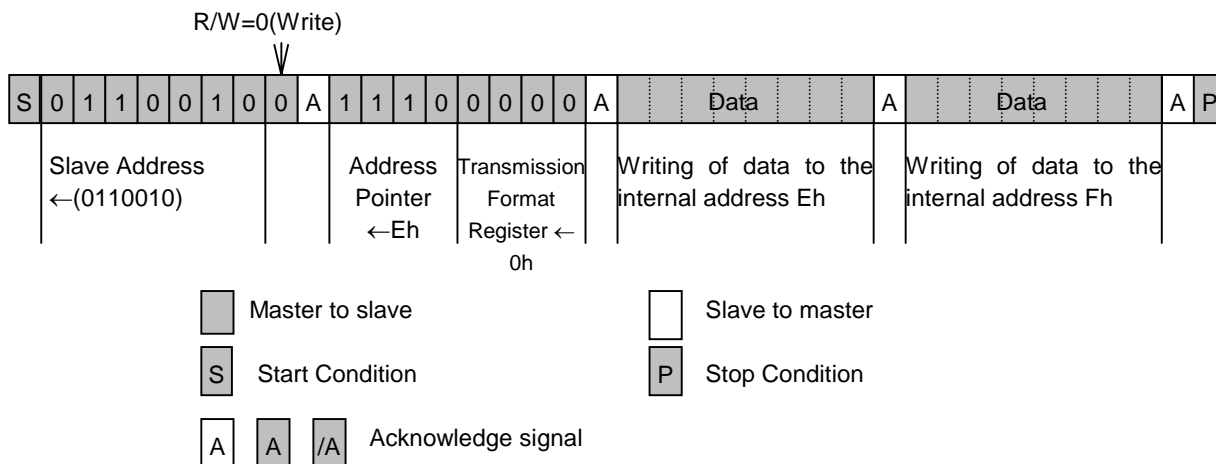 R/W=0(Write)
S 0 1 1 0 0 1 0 0 A 1 1 1 0 0 0 0 0 A Data A Data A P
Slave Address
←(0110010)
Address
Pointer
←Eh
Transmission
Format
Register ←
0h
Writing of data to the
internal address Eh
Writing of data to the
internal address Fh
Master to slave
Slave to master
S Start Condition
P Stop Condition
A A /A Acknowledge signal